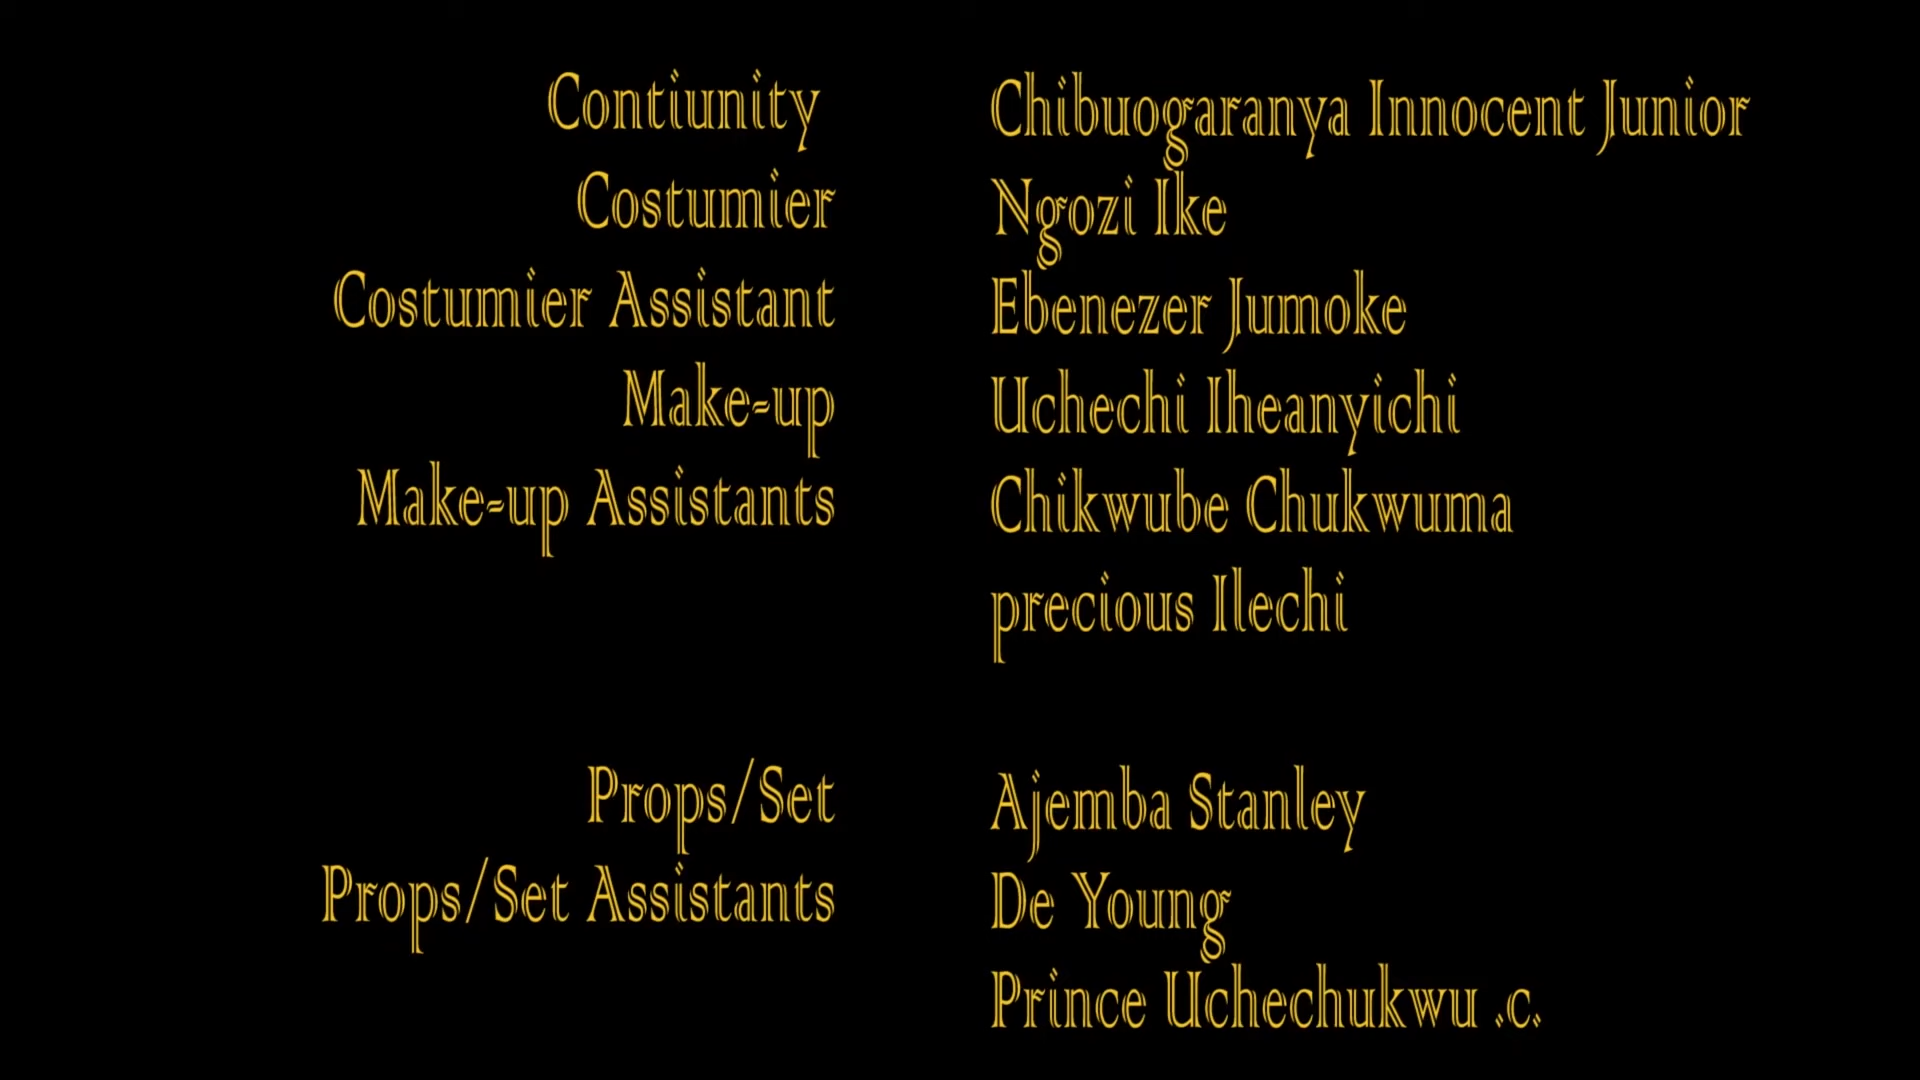 Contiunity Chibuogaranya Innocent Junior
Costumier Ngozi Ike
Costumier Assistant Ebenezer Jumoke
Make-up Uchechi Iheanyichi
Make-up Assistants Chikwube Chukwuma
precious Ilechi
Props/Set Ajemba Stanley
Props/Set Assistants De Young
Prince Uchechukwu .c.